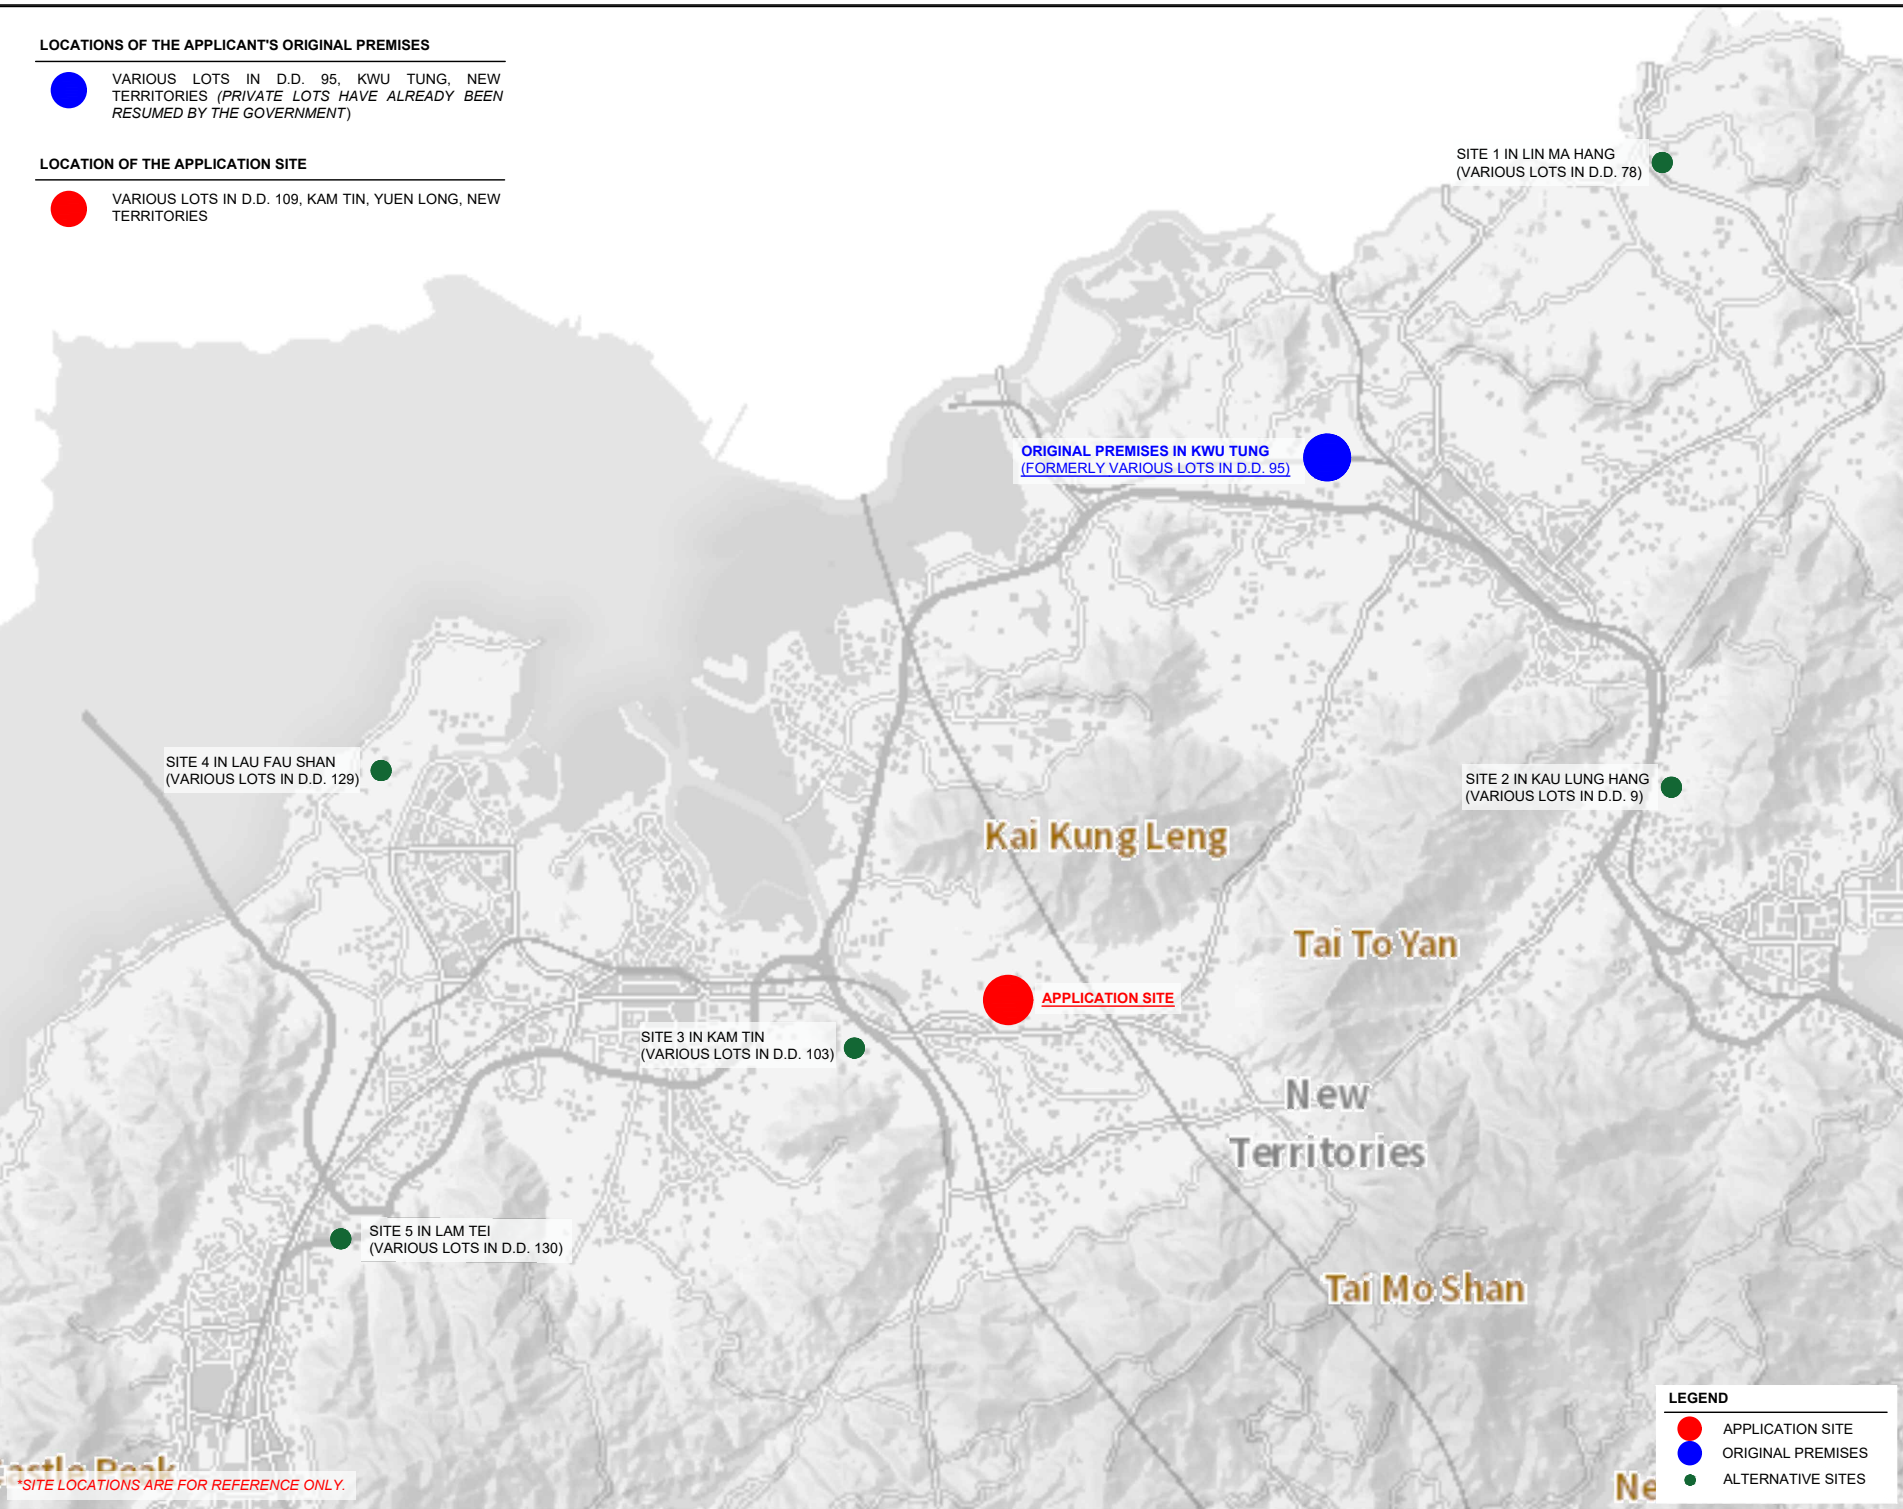 LOCATIONS OF THE APPLICANT'S ORIGINAL PREMISES
VARIOUS LOTS IN D.D. 95, KWU TUNG, NEW
TERRITORIES (PRIVATE LOTS HAVE ALREADY BEEN
RESUMED BY THE GOVERNMENT)
LOCATION OF THE APPLICATION SITE
VARIOUS LOTS IN D.D. 109, KAM TIN, YUEN LONG, NEW
TERRITORIES
SITE 1 IN LIN MA HANG
(VARIOUS LOTS IN D.D. 78)
ORIGINAL PREMISES IN KWU TUNG
(FORMERLY VARIOUS LOTS IN D.D. 95)
SITE 4 IN LAU FAU SHAN
(VARIOUS LOTS IN D.D. 129)
SITE 2 IN KAU LUNG HANG
(VARIOUS LOTS IN D.D. 9)
Kai Kung Leng
Tai To Yan
APPLICATION SITE
SITE 3 IN KAM TIN
(VARIOUS LOTS IN D.D. 103)
New
Territories
SITE 5 IN LAM TEI
(VARIOUS LOTS IN D.D. 130)
Tai Mo Shan
astle Peak
*SITE LOCATIONS ARE FOR REFERENCE ONLY.
Ne
LEGEND
APPLICATION SITE
ORIGINAL PREMISES
ALTERNATIVE SITES